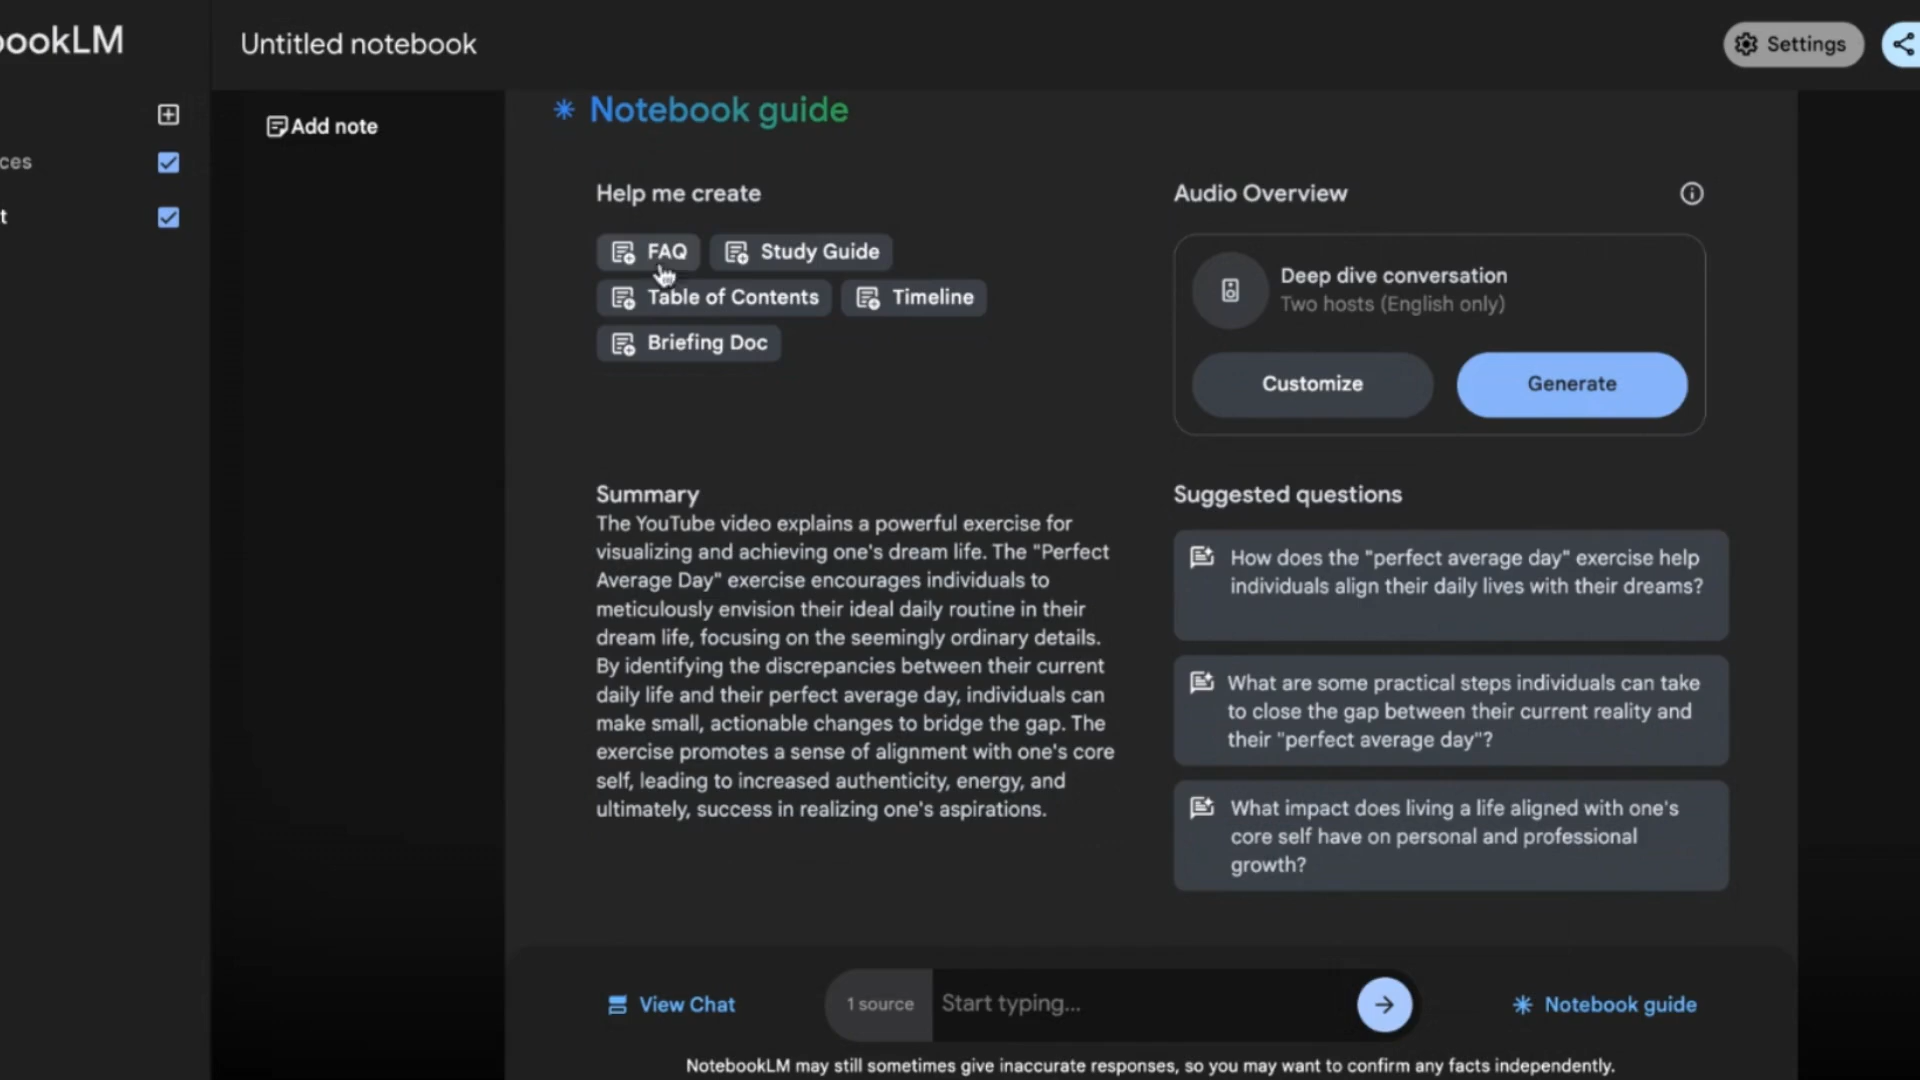 ookLM
Untitled notebook
Settings
Add note
ces
t
Notebook guide
Help me create
FAQ
Study Guide
Table of Contents
Timeline
Briefing Doc
Audio Overview
Deep dive conversation
Two hosts (English only)
Customize
Generate
Summary
The YouTube video explains a powerful exercise for
visualizing and achieving one's dream life. The "Perfect
Average Day" exercise encourages individuals to
meticulously envision their ideal daily routine in their
dream life, focusing on the seemingly ordinary details.
By identifying the discrepancies between their current
daily life and their perfect average day, individuals can
make small, actionable changes to bridge the gap. The
exercise promotes a sense of alignment with one's core
self, leading to increased authenticity, energy, and
ultimately, success in realizing one's aspirations.
Suggested questions
How does the "perfect average day" exercise help
individuals align their daily lives with their dreams?
What are some practical steps individuals can take
to close the gap between their current reality and
their "perfect average day"?
What impact does living a life aligned with one's
core self have on personal and professional
growth?
View Chat
1 source
Start typing...
Notebook guide
NotebookLM may still sometimes give inaccurate responses, so you may want to confirm any facts independently.